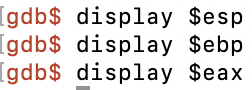 [gdb$ display $esp
[gdb$ display $ebp
[gdb$ display $eax